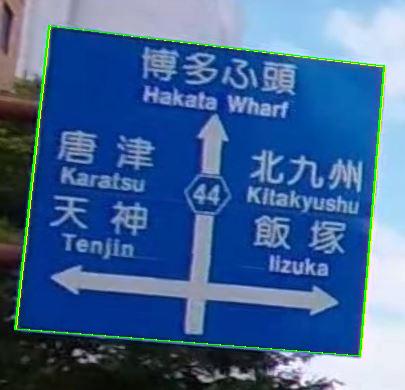 博多ふ頭
Hakata Wharf
唐津
Karatsu
天神
Tenjin
44
北九州
Kitakyushu
飯塚
Iizuka